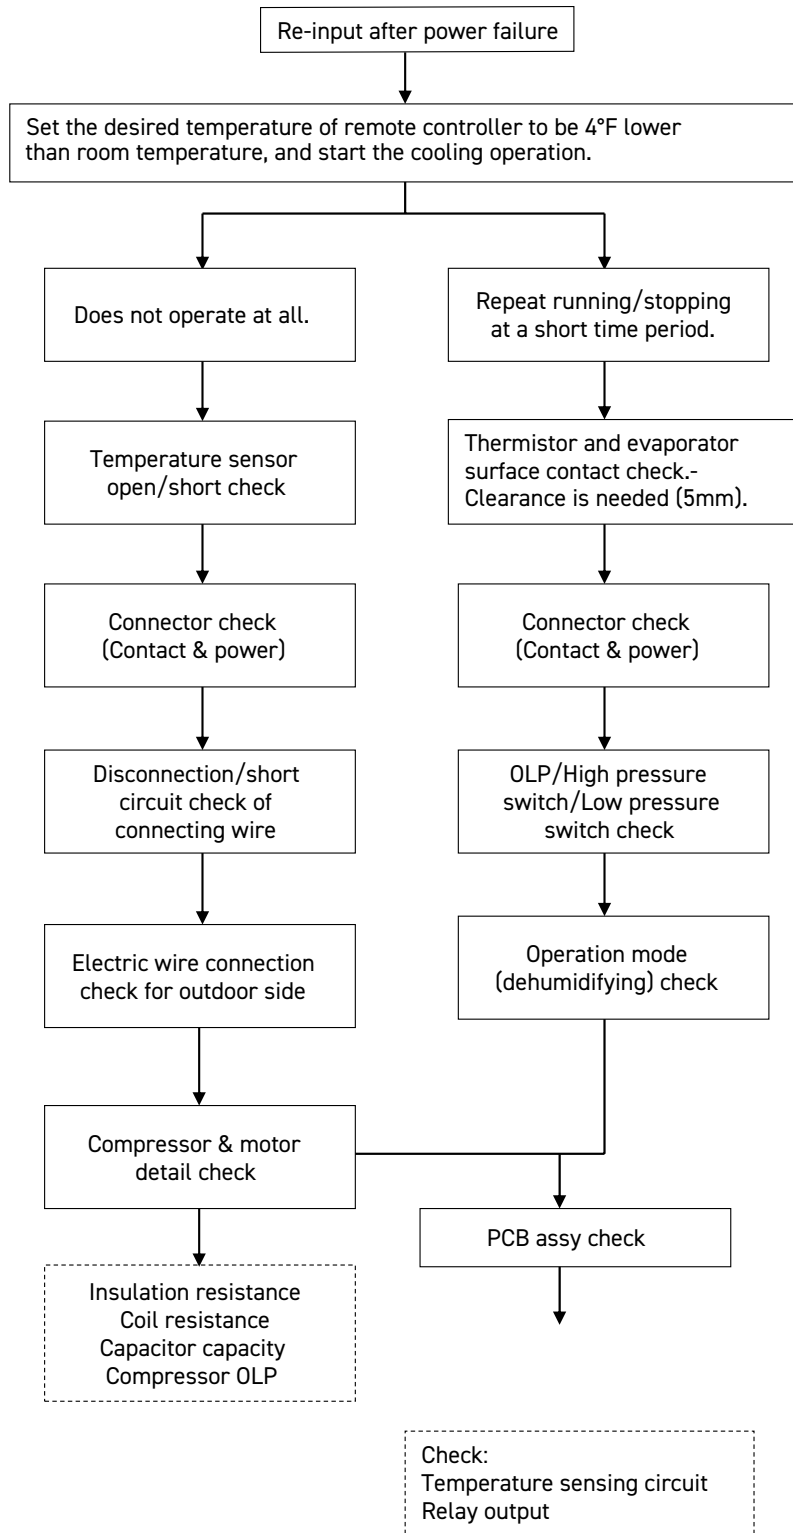 Re-input after power failure
Set the desired temperature of remote controller to be 4°F lower
than room temperature, and start the cooling operation.
Does not operate at all.
Temperature sensor
open/short check
Connector check
(Contact & power)
Disconnection/short
circuit check of
connecting wire
Electric wire connection
check for outdoor side
Compressor & motor
detail check
Insulation resistance
Coil resistance
Capacitor capacity
Compressor OLP
Repeat running/stopping
at a short time period.
Thermistor and evaporator
surface contact check.-
Clearance is needed (5mm).
Connector check
(Contact & power)
OLP/High pressure
switch/Low pressure
switch check
Operation mode
(dehumidifying) check
PCB assy check
Check:
Temperature sensing circuit
Relay output